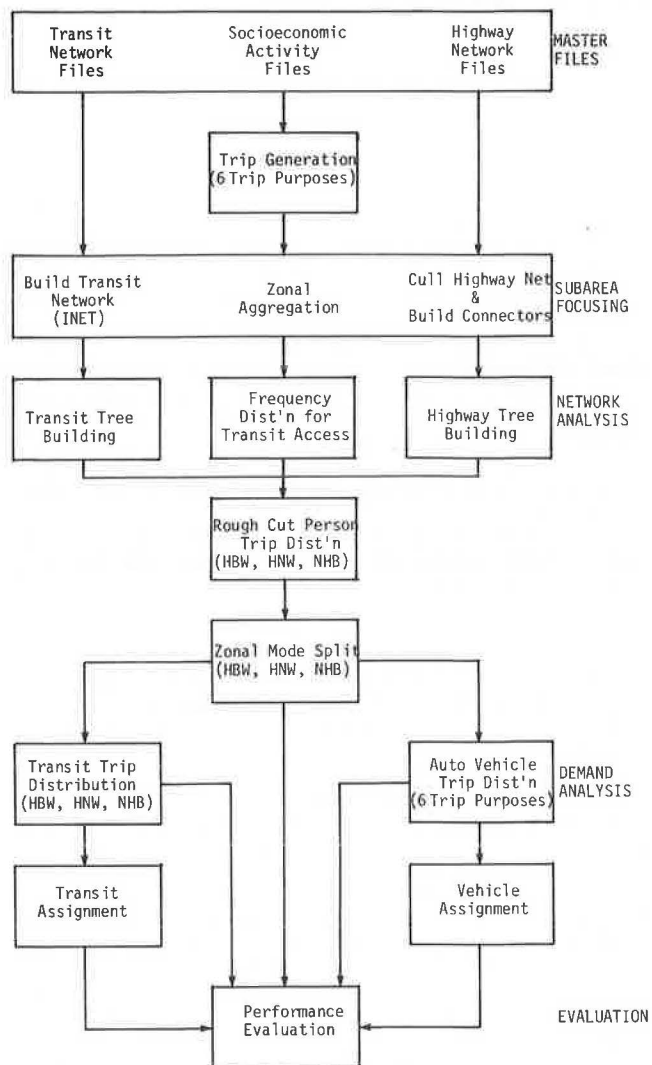 Transit
Network
Files
Socioeconomic
Activity
Files
Highway
Network
Files
MASTER
FILES
Trip Generation
(6 Trip Purposes)
Build Transit
Network
(INET)
Zonal
Aggregation
Cull Highway Net
&
Build Connectors
SUBAREA
FOCUSING
Transit Tree
Building
Frequency
Dist'n for
Transit Access
Highway Tree
Building
NETWORK
ANALYSIS
Rough Cut Person
Trip Dist'n
(HBW, HNW, NHB)
Zonal Mode Split
(HBW, HNW, NHB)
Transit Trip
Distribution
(HBW, HNW, NHB)
Auto Vehicle
Trip Dist'n
(6 Trip Purposes)
DEMAND
ANALYSIS
Transit
Assignment
Vehicle
Assignment
Performance
Evaluation
EVALUATION